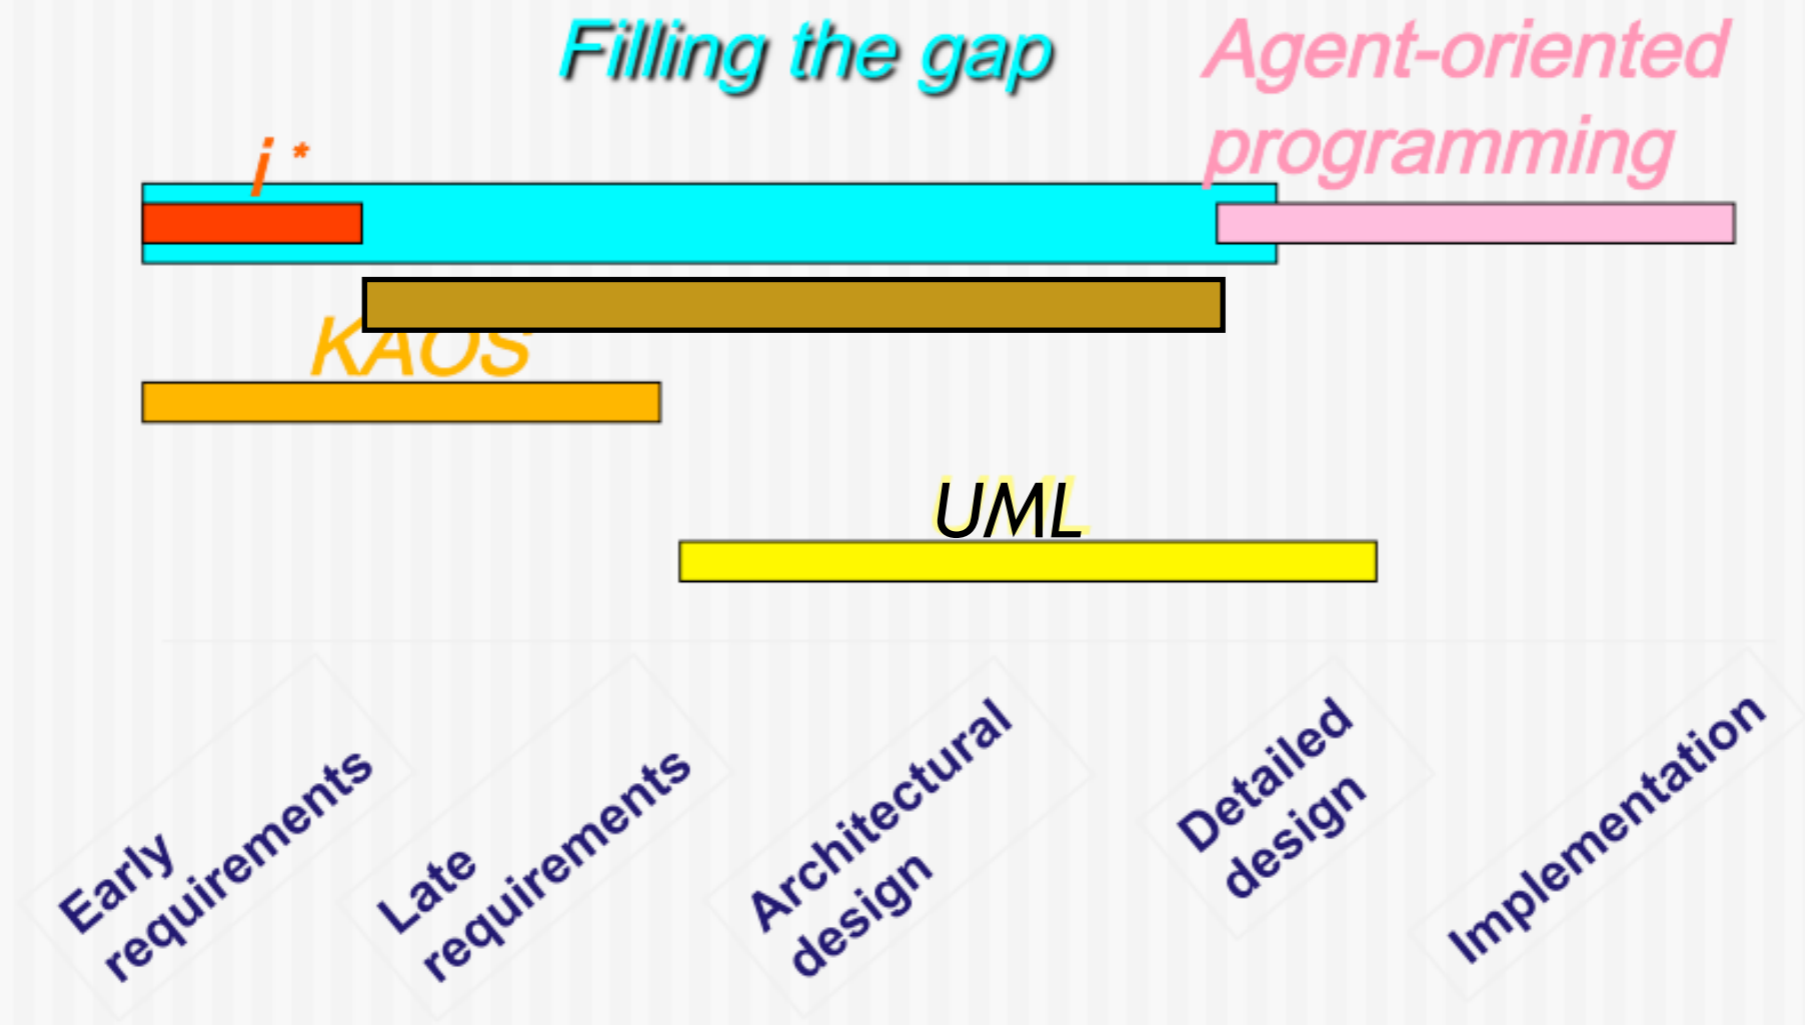 Filling the gap
Agent-oriented
programming
i *
KAOS
UML
Early
requirements
Late
requirements
Architectural
design
Detailed
design
Implementation